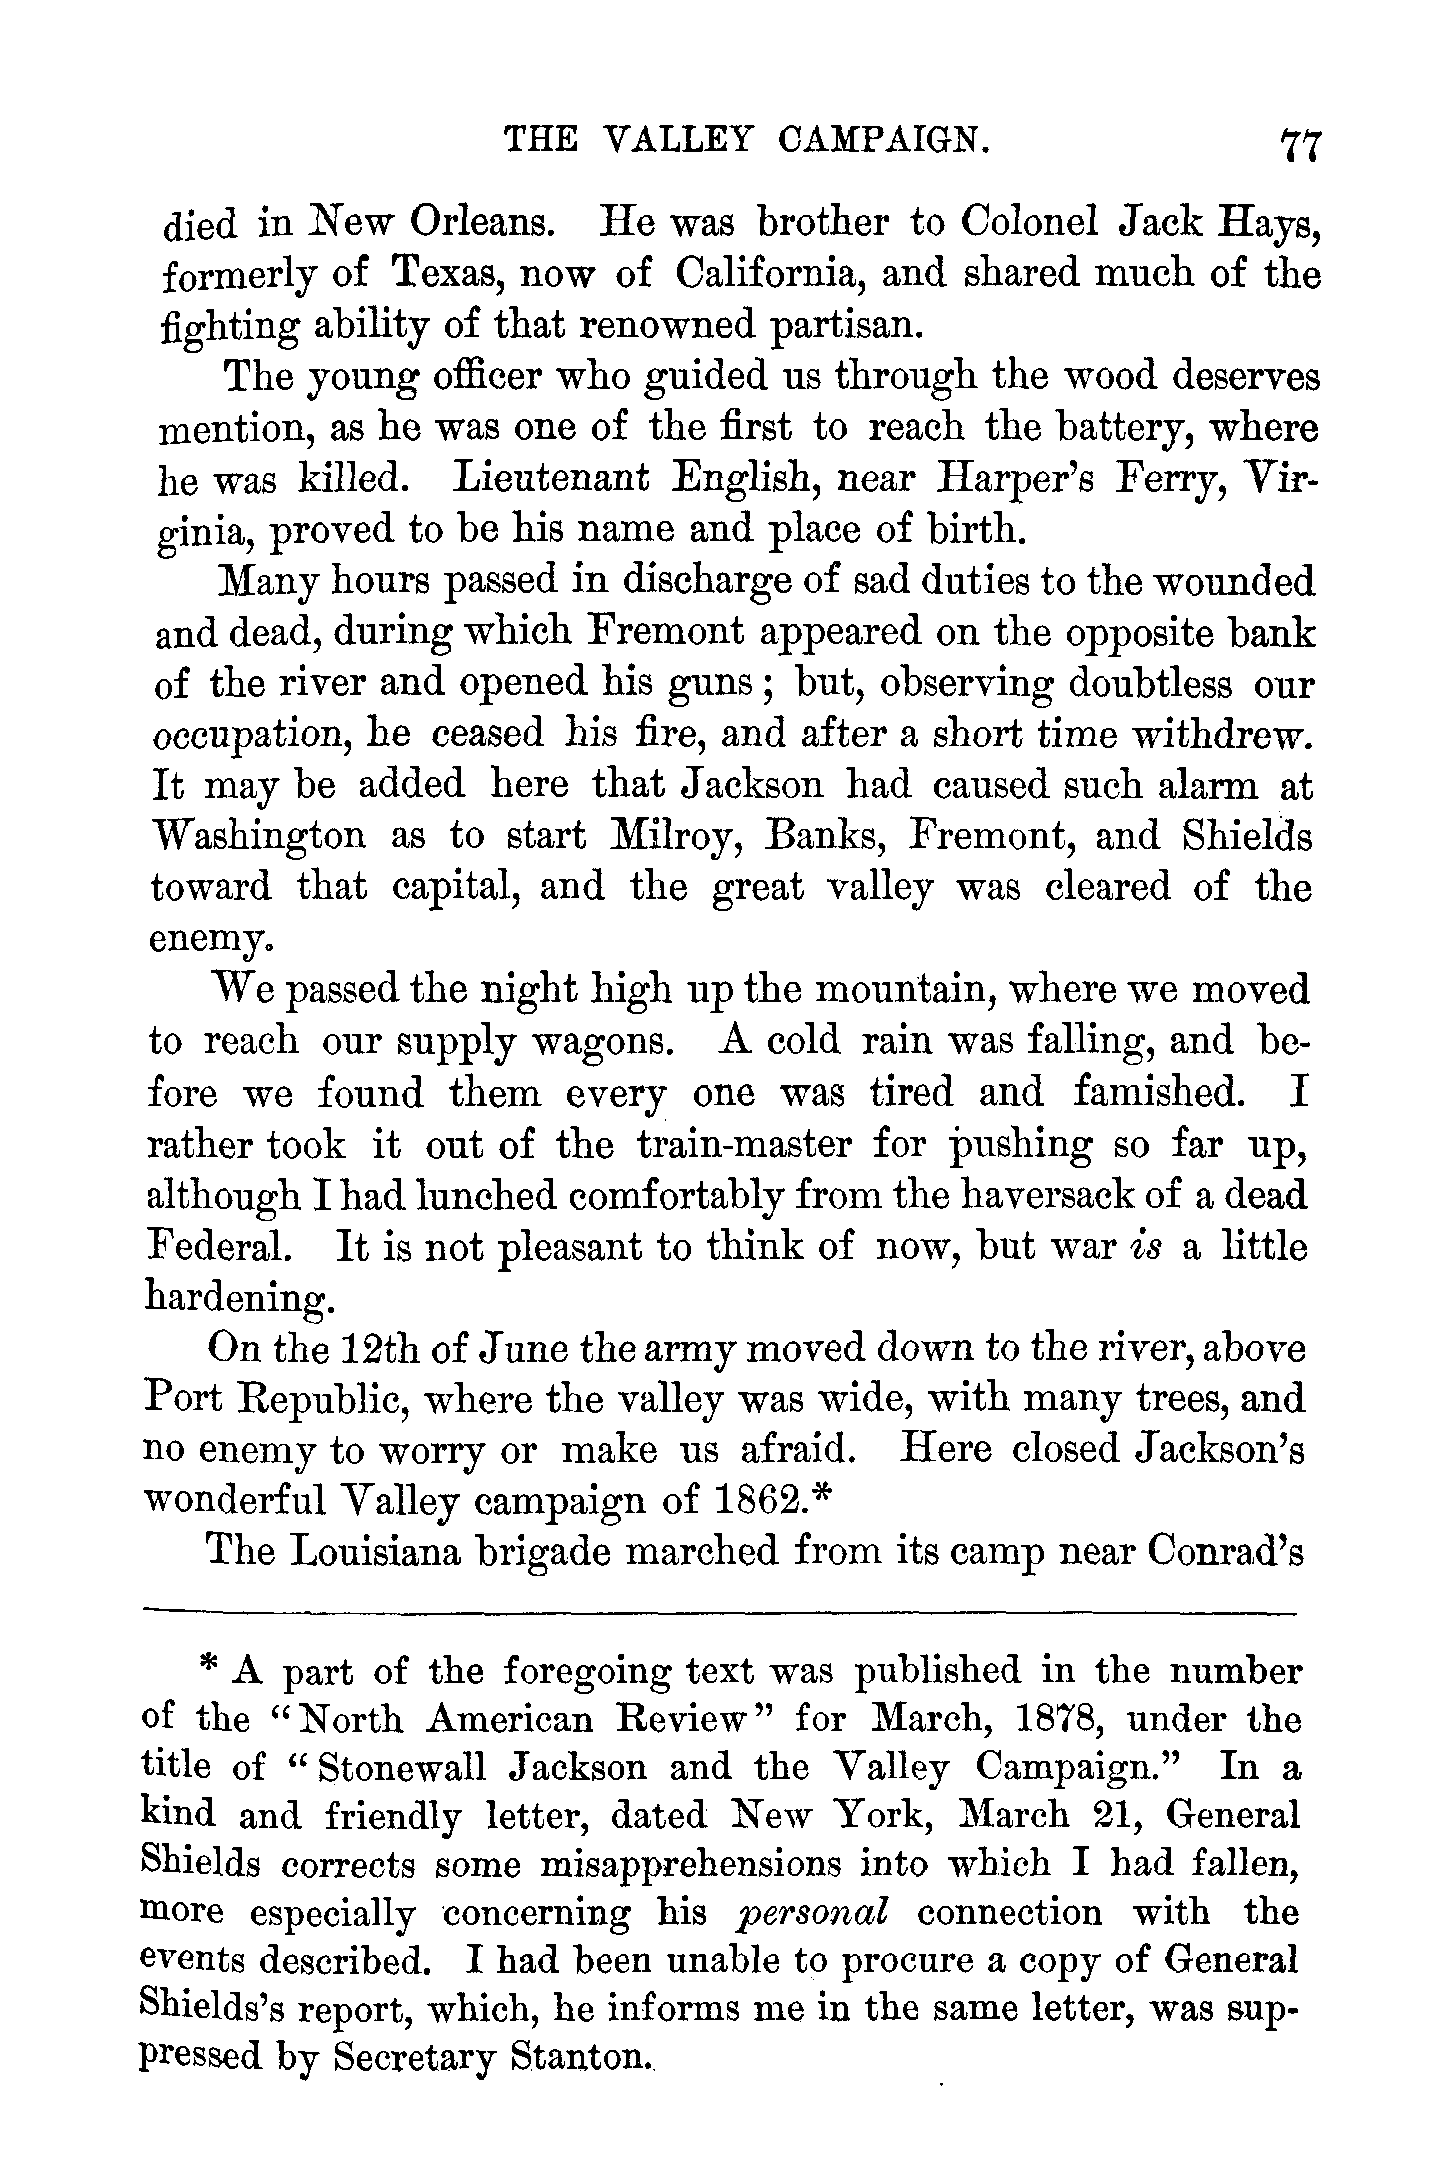 THE VALLEY CAMPAIGN. 77
died in New Orleans. He was brother to Colonel Jack Hays,
formerly of Texas, now of California, and shared much of the
fighting ability of that renowned partisan.
The young officer who guided us through the wood deserves
mention, as he was one of the first to reach the battery, where
he was killed. Lieutenant English, near Harper's Ferry, Vir-
ginia, proved to be his name and place of birth.
Many hours passed in discharge of sad duties to the wounded
and dead, during which Fremont appeared on the opposite bank
of the river and opened his guns; but, observing doubtless our
occupation, he ceased his fire, and after a short time withdrew.
It may be added here that Jackson had caused such alarm at
Washington as to start Milroy, Banks, Fremont, and Shields
toward that capital, and the great valley was cleared of the
enemy.
We passed the night high up the mountain, where we moved
to reach our supply wagons. A cold rain was falling, and be-
fore we found them every one was tired and famished. I
rather took it out of the train-master for pushing so far up,
although I had lunched comfortably from the haversack of a dead
Federal. It is not pleasant to think of now, but war is a little
hardening.
On the 12th of June the army moved down to the river, above
Port Republic, where the valley was wide, with many trees, and
no enemy to worry or make us afraid. Here closed Jackson's
wonderful Valley campaign of 1862.*
The Louisiana brigade marched from its camp near Conrad's
* A part of the foregoing text was published in the number
of the "North American Review" for March, 1878, under the
title of "Stonewall Jackson and the Valley Campaign." In a
kind and friendly letter, dated New York, March 21, General
Shields corrects some misapprehensions into which I had fallen,
more especially concerning his personal connection with the
events described. I had been unable to procure a copy of General
Shields's report, which, he informs me in the same letter, was sup-
pressed by Secretary Stanton.